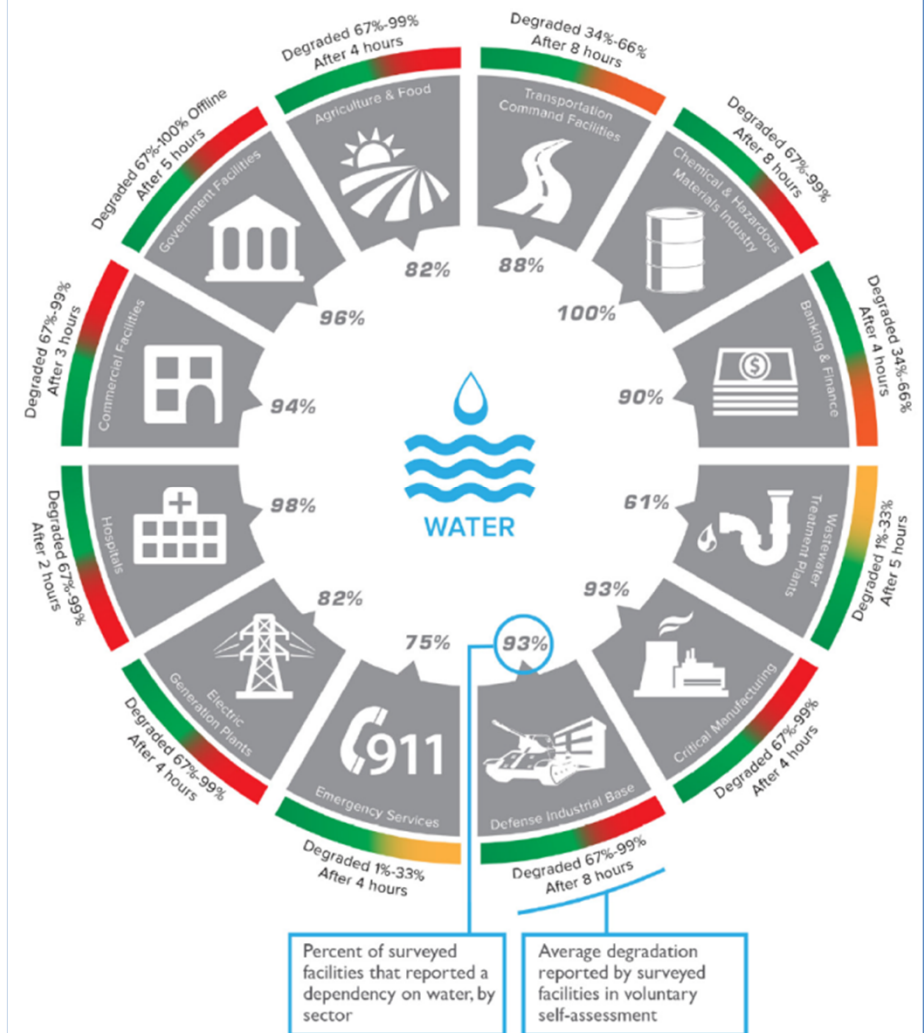 Degraded 67%-99%
After 4 hours
Agriculture & Food
82%
Degraded 34%-66%
After 8 hours
Transportation
Command Facilities
88%
Degraded 67%-99%
After 8 hours
Chemical & Hazardous
Materials Industry
100%
Degraded 34%-66%
After 4 hours
Banking & Finance
90%
Degraded 1%-33%
After 5 hours
Wastewater
Treatment Plants
61%
Degraded 67%-99%
After 4 hours
Critical Manufacturing
93%
Degraded 67%-99%
After 8 hours
Defense Industrial Base
93%
Degraded 1%-33%
After 4 hours
Emergency Services
911
75%
Degraded 67%-99%
After 4 hours
Electric
Generation Plants
82%
Degraded 67%-99%
After 2 hours
Hospitals
98%
Degraded 67%-99%
After 3 hours
Commercial Facilities
94%
Degraded 67%-100% Offline
After 5 hours
Government Facilities
96%
$
WATER
Percent of surveyed
facilities that reported a
dependency on water, by
sector
Average degradation
reported by surveyed
facilities in voluntary
self-assessment